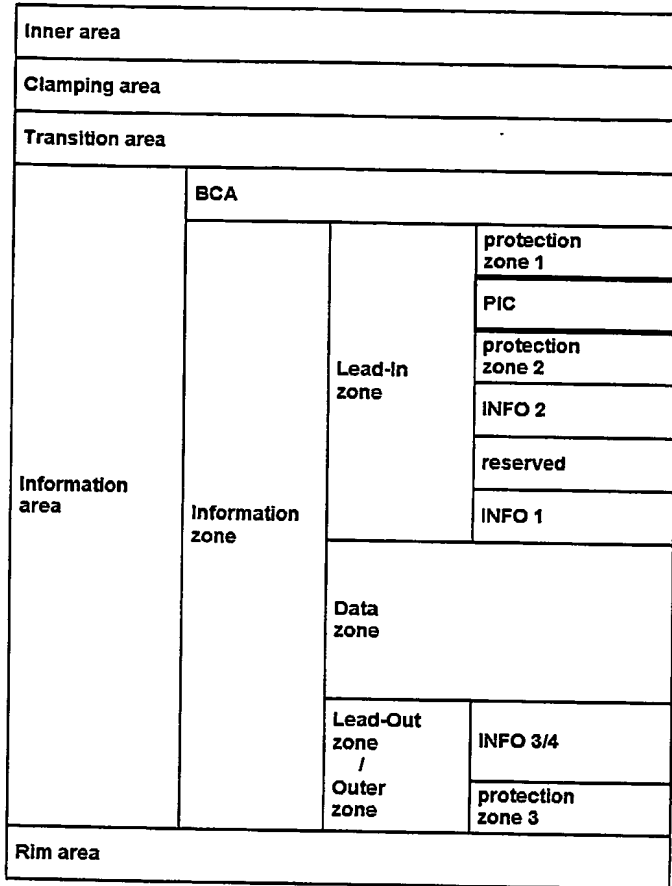 Inner area
Clamping area
Transition area
BCA
protection
zone 1
PIC
Lead-In
zone
protection
zone 2
INFO 2
reserved
Information
area
Information
zone
INFO 1
Data
zone
Lead-Out
zone
/
Outer
zone
INFO 3/4
protection
zone 3
Rim area